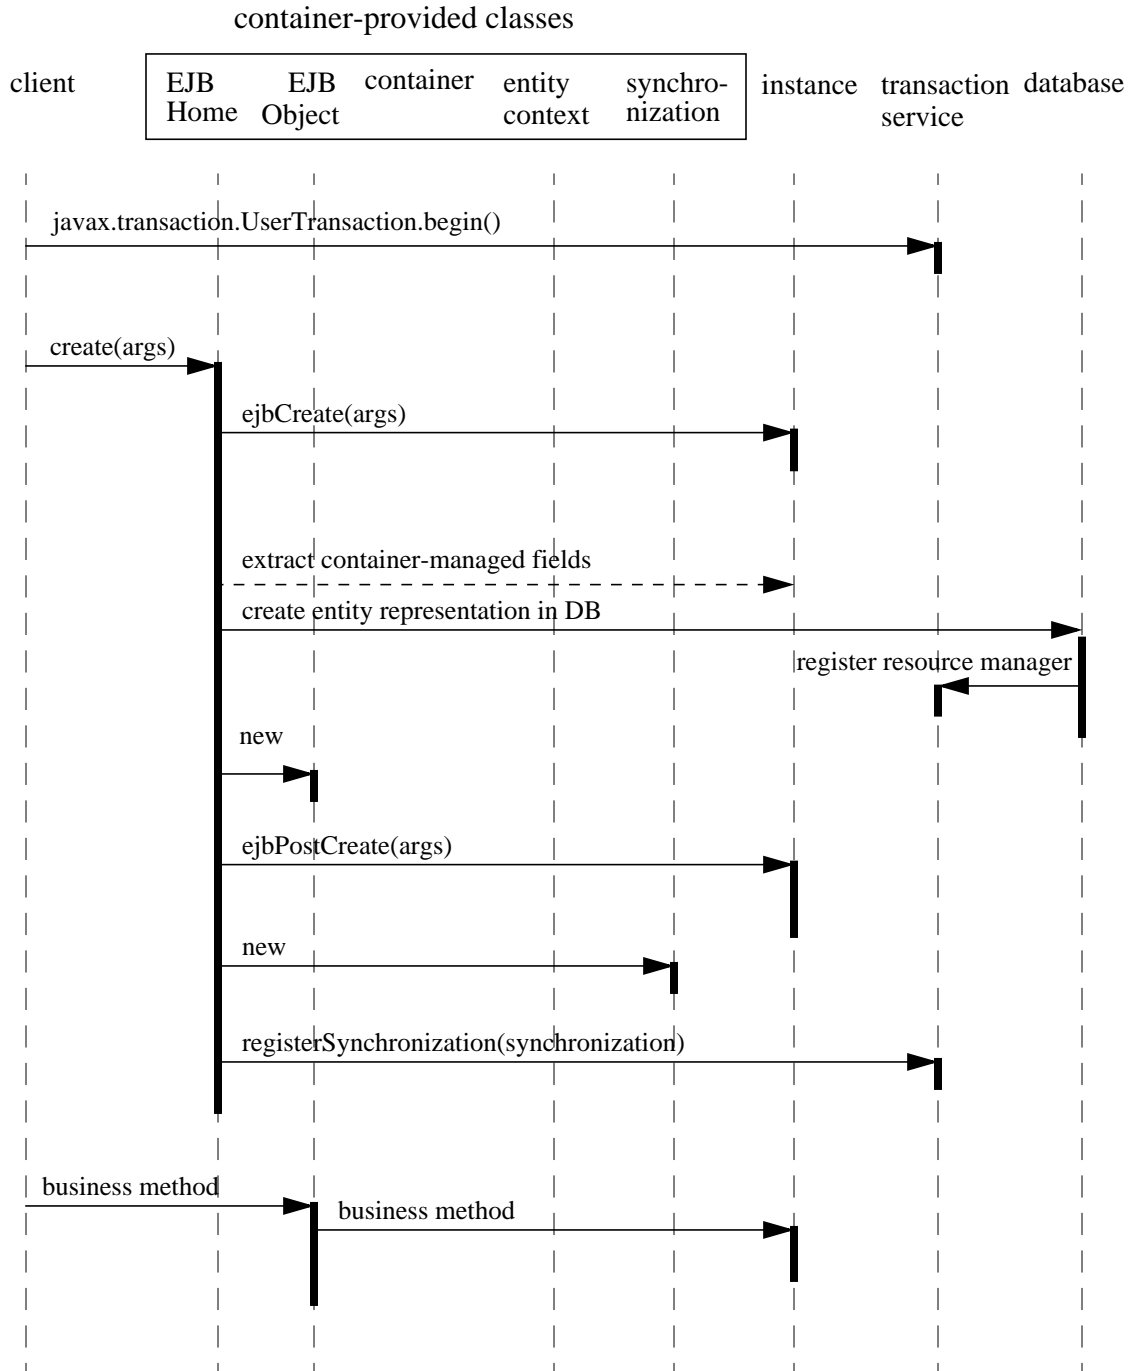 container-provided classes
client
EJB
Home
EJB
Object
container
entity
context
synchro-
nization
instance
transaction
service
database
javax.transaction.UserTransaction.begin()
create(args)
ejbCreate(args)
extract container-managed fields
create entity representation in DB
register resource manager
new
ejbPostCreate(args)
new
registerSynchronization(synchronization)
business method
business method